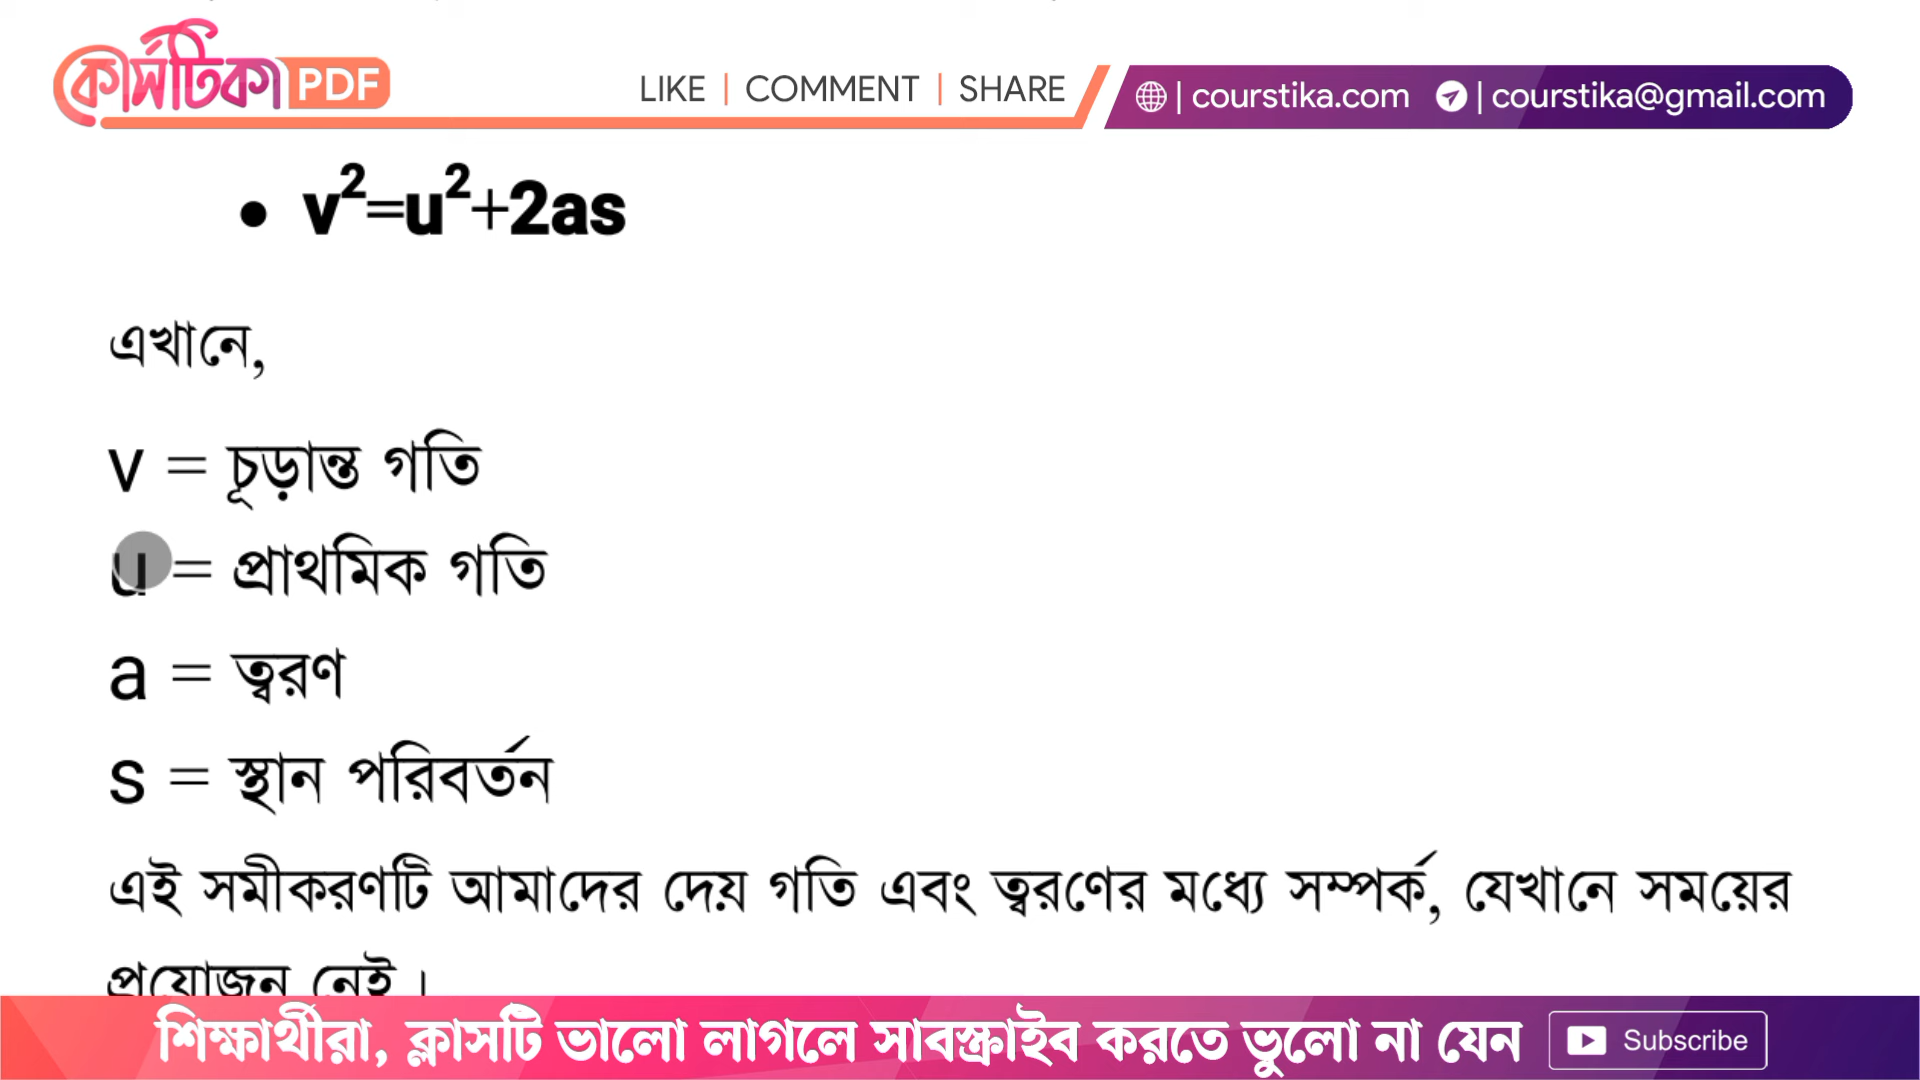 কোর্সটিকা PDF
LIKE | COMMENT | SHARE
| courstika.com | courstika@gmail.com
• v²=u²+2as
এখানে,
v = চূড়ান্ত গতি
u = প্রাথমিক গতি
a = ত্বরণ
s = স্থান পরিবর্তন
এই সমীকরণটি আমাদের দেয় গতি এবং ত্বরণের মধ্যে সম্পর্ক, যেখানে সময়ের
প্রয়োজন নেই।
শিক্ষার্থীরা, ক্লাসটি ভালো লাগলে সাবস্ক্রাইব করতে ভুলো না যেন
Subscribe